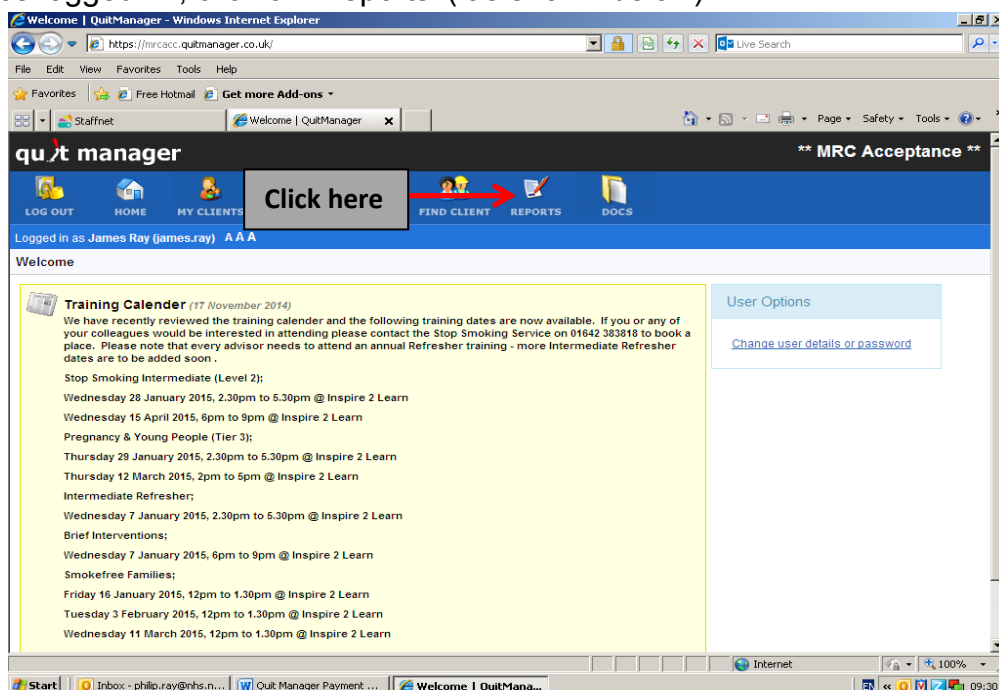 Welcome | QuitManager - Windows Internet Explorer
https://mrcacc.quitmanager.co.uk/
Live Search
File Edit View Favorites Tools Help
Favorites Free Hotmail Get more Add-ons
Staffnet Welcome | QuitManager Page Safety Tools
quit manager ** MRC Acceptance **
LOG OUT HOME MY CLIENTS Click here FIND CLIENT REPORTS DOCS
Logged in as James Ray (james.ray) A A A
Welcome
Training Calender (17 November 2014)
We have recently reviewed the training calender and the following training dates are now available. If you or any of
your colleagues would be interested in attending please contact the Stop Smoking Service on 01642 383818 to book a
place. Please note that every advisor needs to attend an annual Refresher training - more Intermediate Refresher
dates are to be added soon .
Stop Smoking Intermediate (Level 2);
Wednesday 28 January 2015, 2.30pm to 5.30pm @ Inspire 2 Learn
Wednesday 15 April 2015, 6pm to 9pm @ Inspire 2 Learn
Pregnancy & Young People (Tier 3);
Thursday 29 January 2015, 2.30pm to 5.30pm @ Inspire 2 Learn
Thursday 12 March 2015, 2pm to 5pm @ Inspire 2 Learn
Intermediate Refresher;
Wednesday 7 January 2015, 2.30pm to 5.30pm @ Inspire 2 Learn
Brief Interventions;
Wednesday 7 January 2015, 6pm to 9pm @ Inspire 2 Learn
Smokefree Families;
Friday 16 January 2015, 12pm to 1.30pm @ Inspire 2 Learn
Tuesday 3 February 2015, 12pm to 1.30pm @ Inspire 2 Learn
Wednesday 11 March 2015, 12pm to 1.30pm @ Inspire 2 Learn
User Options
Change user details or password
Internet 100%
Start Inbox - philip.ray@nhs.n... Quit Manager Payment ... Welcome | QuitMana... EN « 09:30